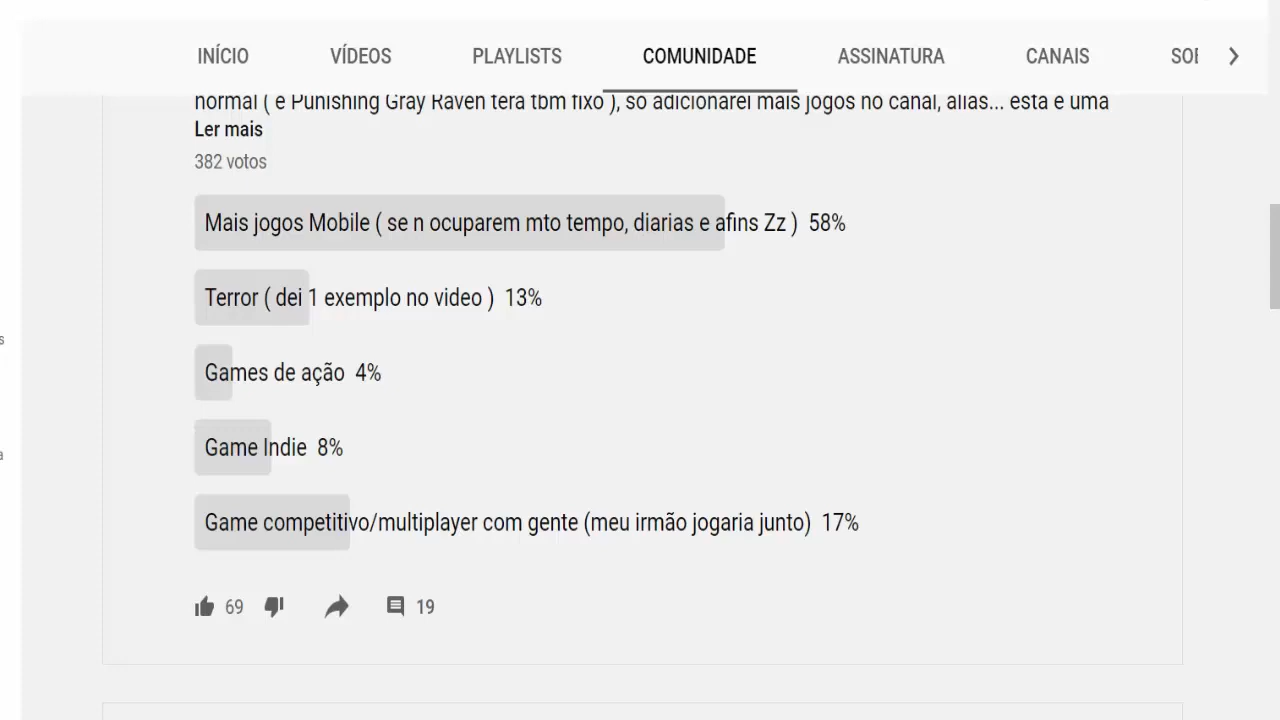 INÍCIO VÍDEOS PLAYLISTS COMUNIDADE ASSINATURA CANAIS
normal ( e Punishing Gray Raven terá tbm fixo ), só adicionarei mais jogos no canal, aliás... esta é uma
Ler mais
382 votos
Mais jogos Mobile ( se n ocuparem mto tempo, diarias e afins Zz ) 58%
Terror ( dei 1 exemplo no video ) 13%
Games de ação 4%
Game Indie 8%
Game competitivo/multiplayer com gente (meu irmão jogaria junto) 17%
69 19